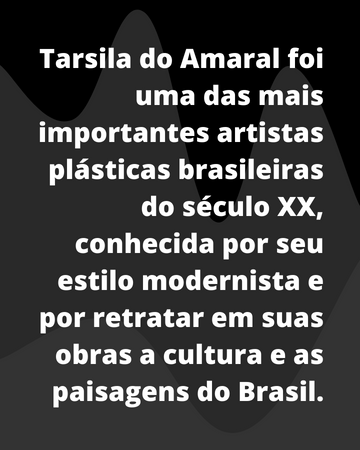 Tarsila do Amaral foi
uma das mais
importantes artistas
plásticas brasileiras
do século XX,
conhecida por seu
estilo modernista e
por retratar em suas
obras a cultura e as
paisagens do Brasil.